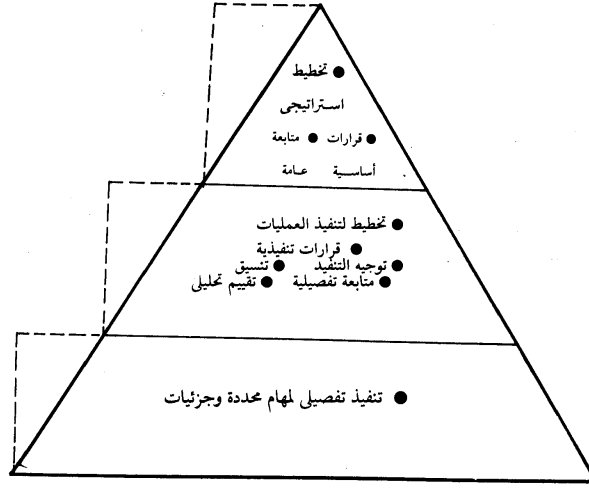 ● تخطيط
استراتيجى
● قرارات ● متابعة
أساسية عامة
● تخطيط لتنفيذ العمليات
● قرارات تنفيذية
● توجيه التنفيد ● تنسيق
● متابعة تفصيلية ● تقييم تحليلى
● تنفيذ تفصيلى لمهام محددة وجزئيات